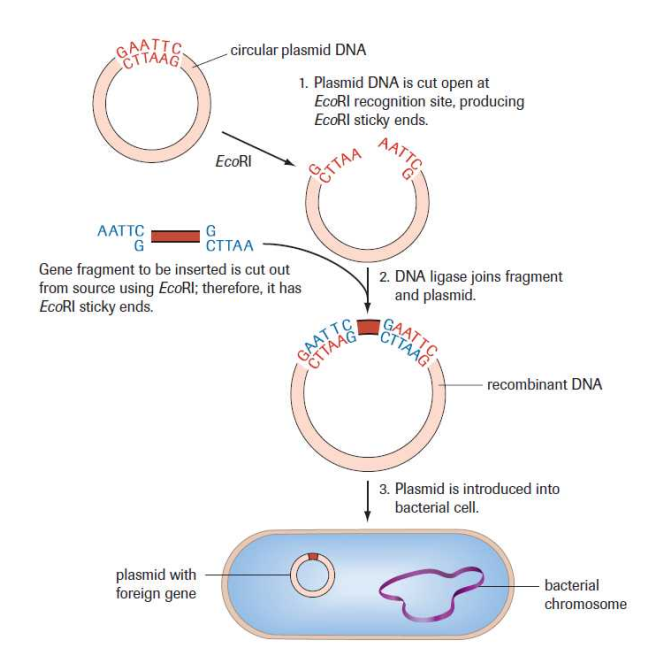 GAATTC
CTTAAG
circular plasmid DNA
1. Plasmid DNA is cut open at
EcoRI recognition site, producing
EcoRI sticky ends.
EcoRI
G
CTTAA
AATTC
G
AATTC
G
G
CTTAA
Gene fragment to be inserted is cut out
from source using EcoRI; therefore, it has
EcoRI sticky ends.
2. DNA ligase joins fragment
and plasmid.
GAATTC
CTTAAG
GAATTC
CTTAAG
recombinant DNA
3. Plasmid is introduced into
bacterial cell.
plasmid with
foreign gene
bacterial
chromosome